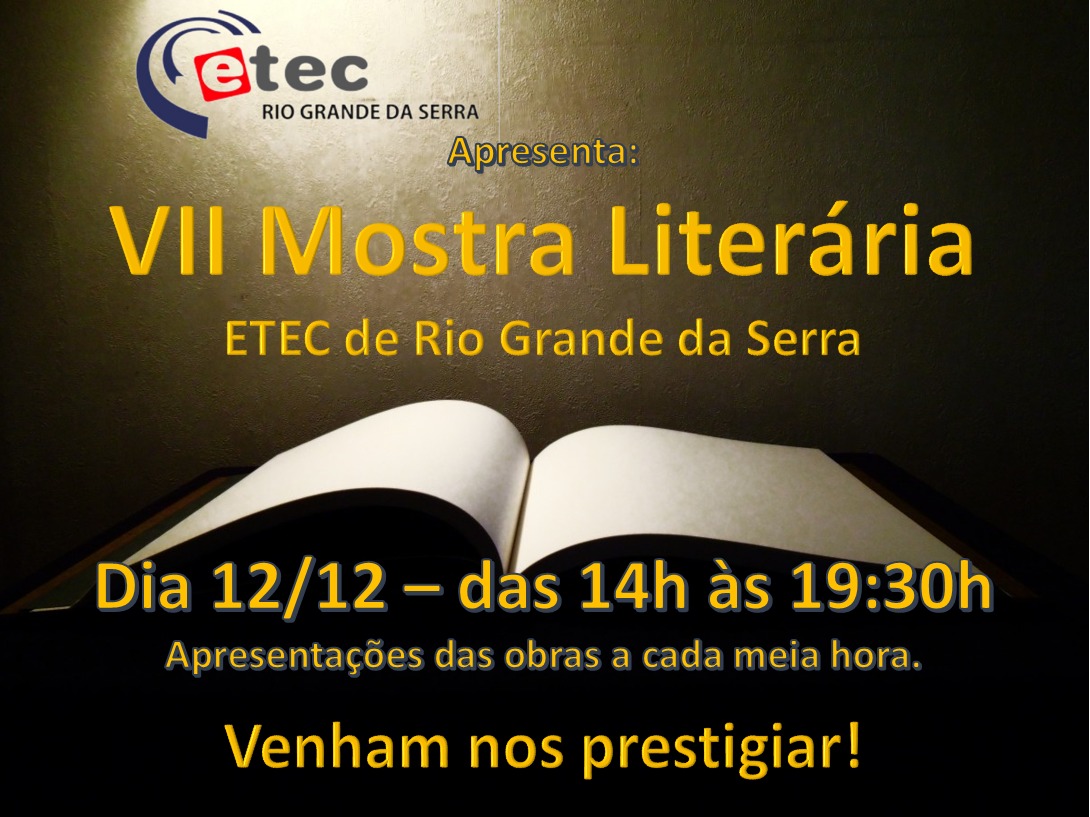 etec
RIO GRANDE DA SERRA
Apresenta:
VII Mostra Literária
ETEC de Rio Grande da Serra
Dia 12/12 – das 14h às 19:30h
Apresentações das obras a cada meia hora.
Venham nos prestigiar!